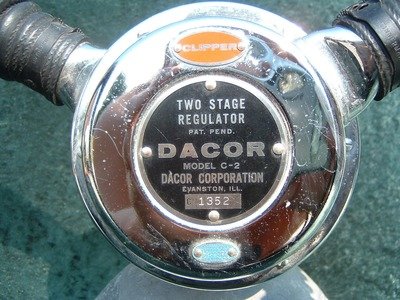 CLIPPER
TWO STAGE
REGULATOR
PAT. PEND.
DACOR
MODEL C-2
DACOR CORPORATION
EVANSTON, ILL.
1352